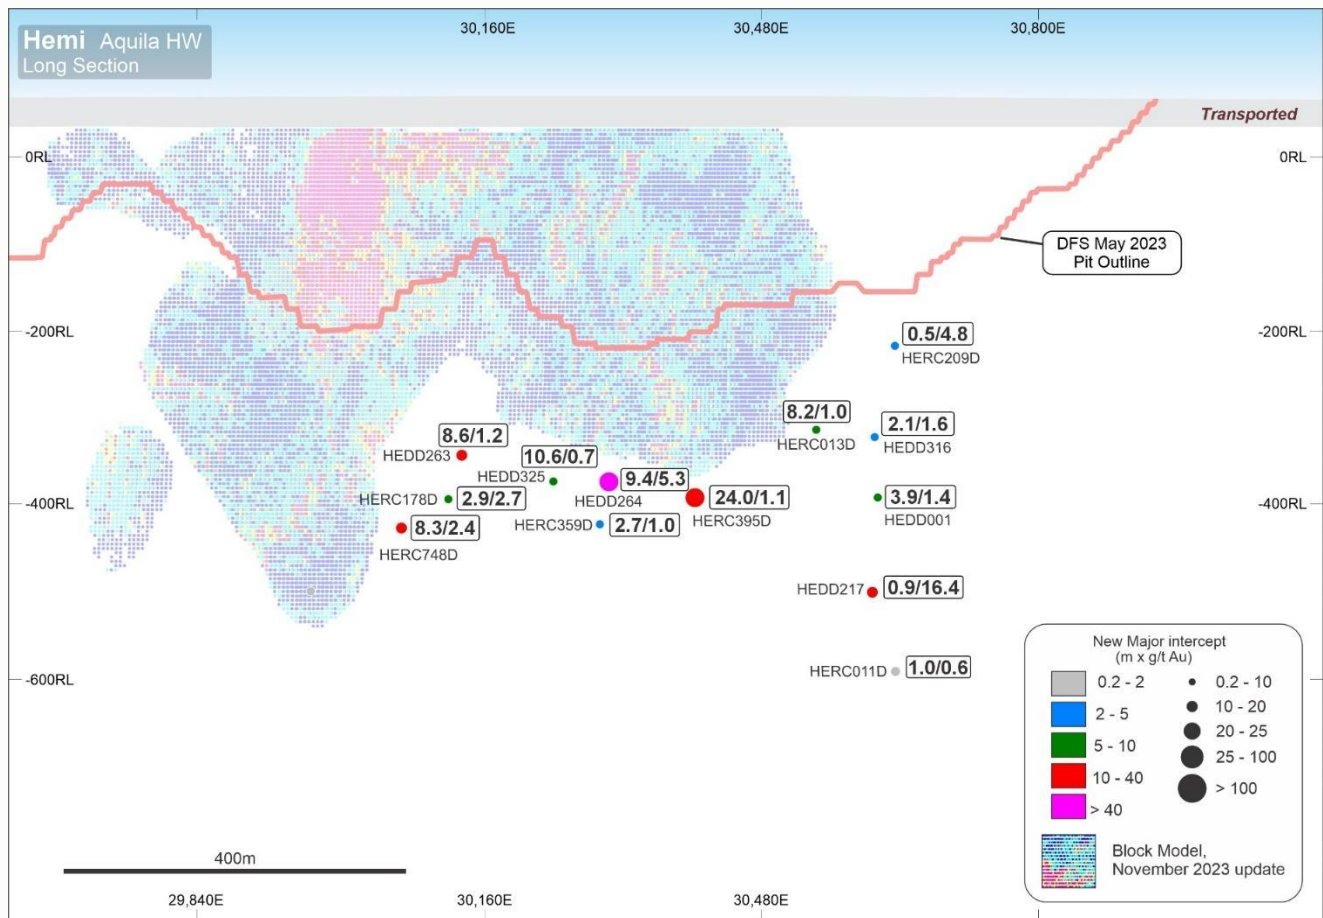 Hemi Aquila HW
Long Section
30,160E
30,480E
30,800E
Transported
0RL
0RL
DFS May 2023
Pit Outline
-200RL
-200RL
0.5/4.8
HERC209D
8.2/1.0
HERC013D
2.1/1.6
HEDD316
8.6/1.2
HEDD263
10.6/0.7
HEDD325
9.4/5.3
HEDD264
24.0/1.1
HERC395D
HERC178D
2.9/2.7
3.9/1.4
HEDD001
-400RL
-400RL
HERC359D
2.7/1.0
8.3/2.4
HERC748D
HEDD217
0.9/16.4
HERC011D
1.0/0.6
-600RL
New Major intercept
(m x g/t Au)
0.2 - 2
0.2 - 10
2 - 5
10 - 20
5 - 10
20 - 25
10 - 40
25 - 100
> 40
> 100
Block Model,
November 2023 update
400m
29,840E
30,160E
30,480E